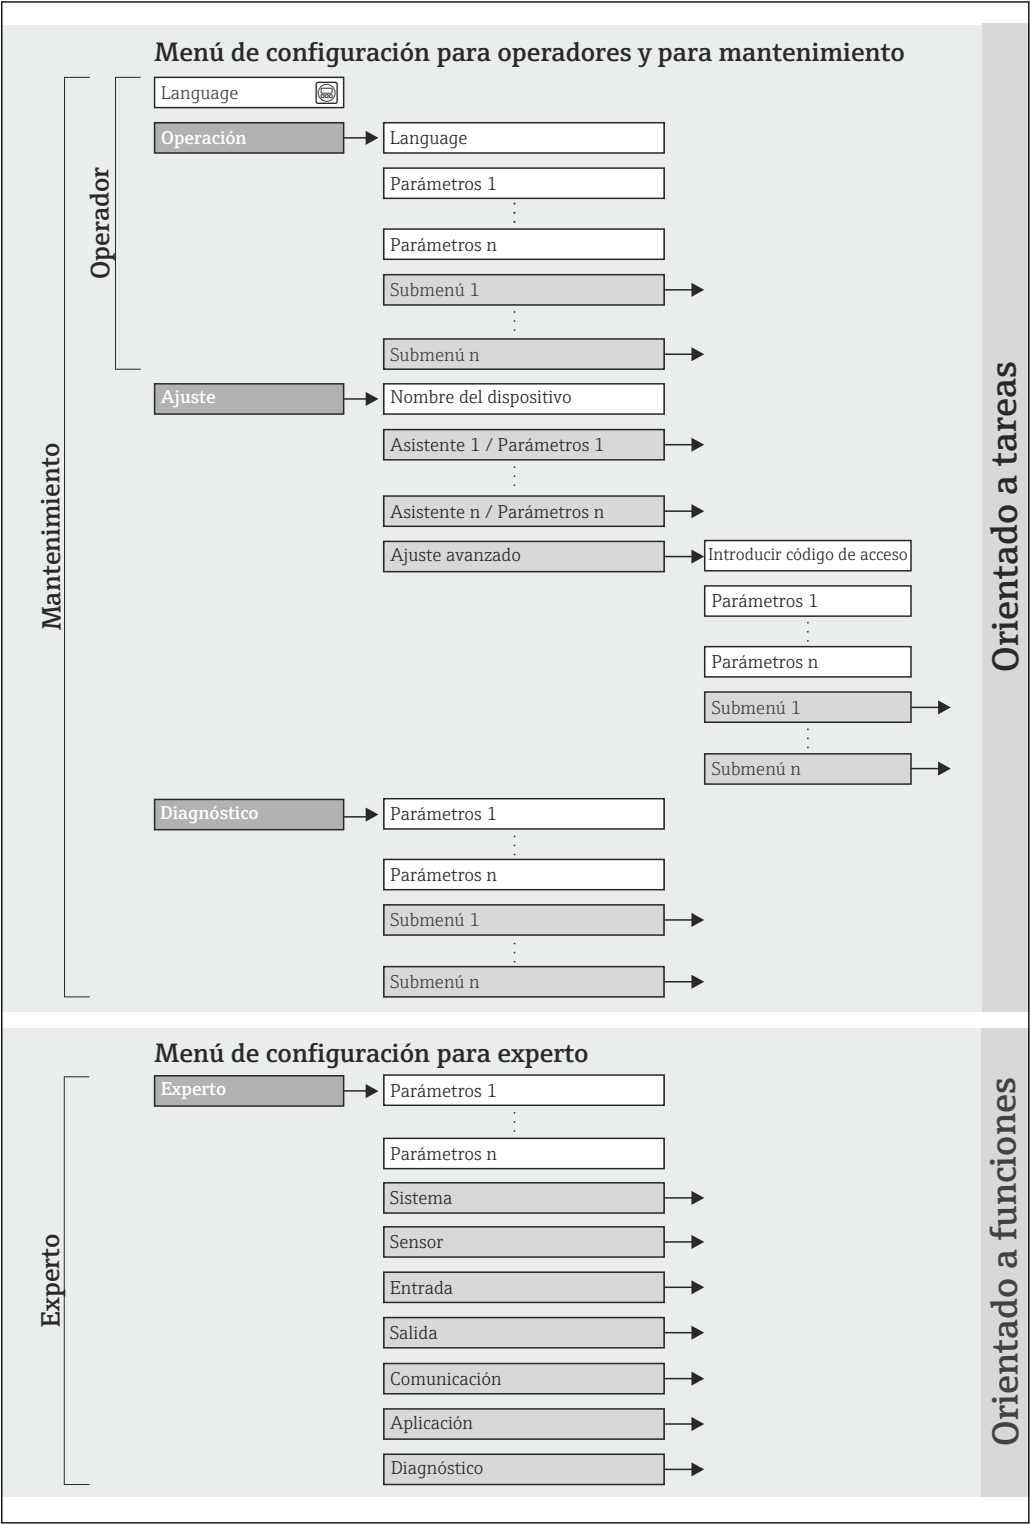 Menú de configuración para operadores y para mantenimiento
Language
Operación
Language
Parámetros 1
Parámetros n
Submenú 1
Submenú n
Operador
Ajuste
Nombre del dispositivo
Asistente 1 / Parámetros 1
Asistente n / Parámetros n
Ajuste avanzado
Introducir código de acceso
Parámetros 1
Parámetros n
Submenú 1
Submenú n
Mantenimiento
Diagnóstico
Parámetros 1
Parámetros n
Submenú 1
Submenú n
Orientado a tareas
Menú de configuración para experto
Experto
Parámetros 1
Parámetros n
Sistema
Sensor
Entrada
Salida
Comunicación
Aplicación
Diagnóstico
Experto
Orientado a funciones